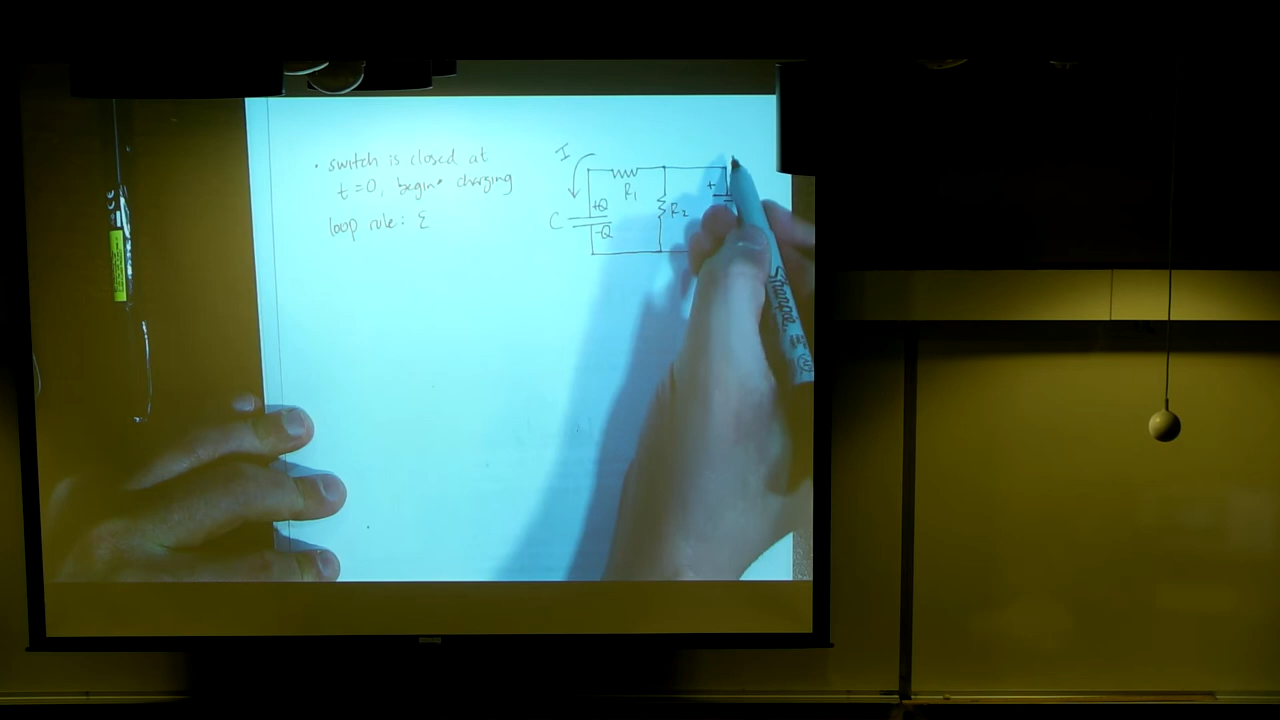 • switch is closed at
t=0, begin charging
loop rule: ε
I
R₁
+
+Q
C
R₂
-Q
Sharpie